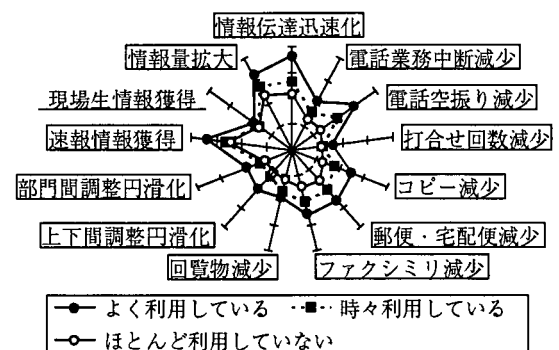 情報伝達迅速化
情報量拡大
電話業務中断減少
現場生情報獲得
電話空振り減少
速報情報獲得
打合せ回数減少
部門間調整円滑化
コピー減少
上下間調整円滑化
郵便・宅配便減少
回覧物減少
ファクシミリ減少
よく利用している 時々利用している
ほとんど利用していない